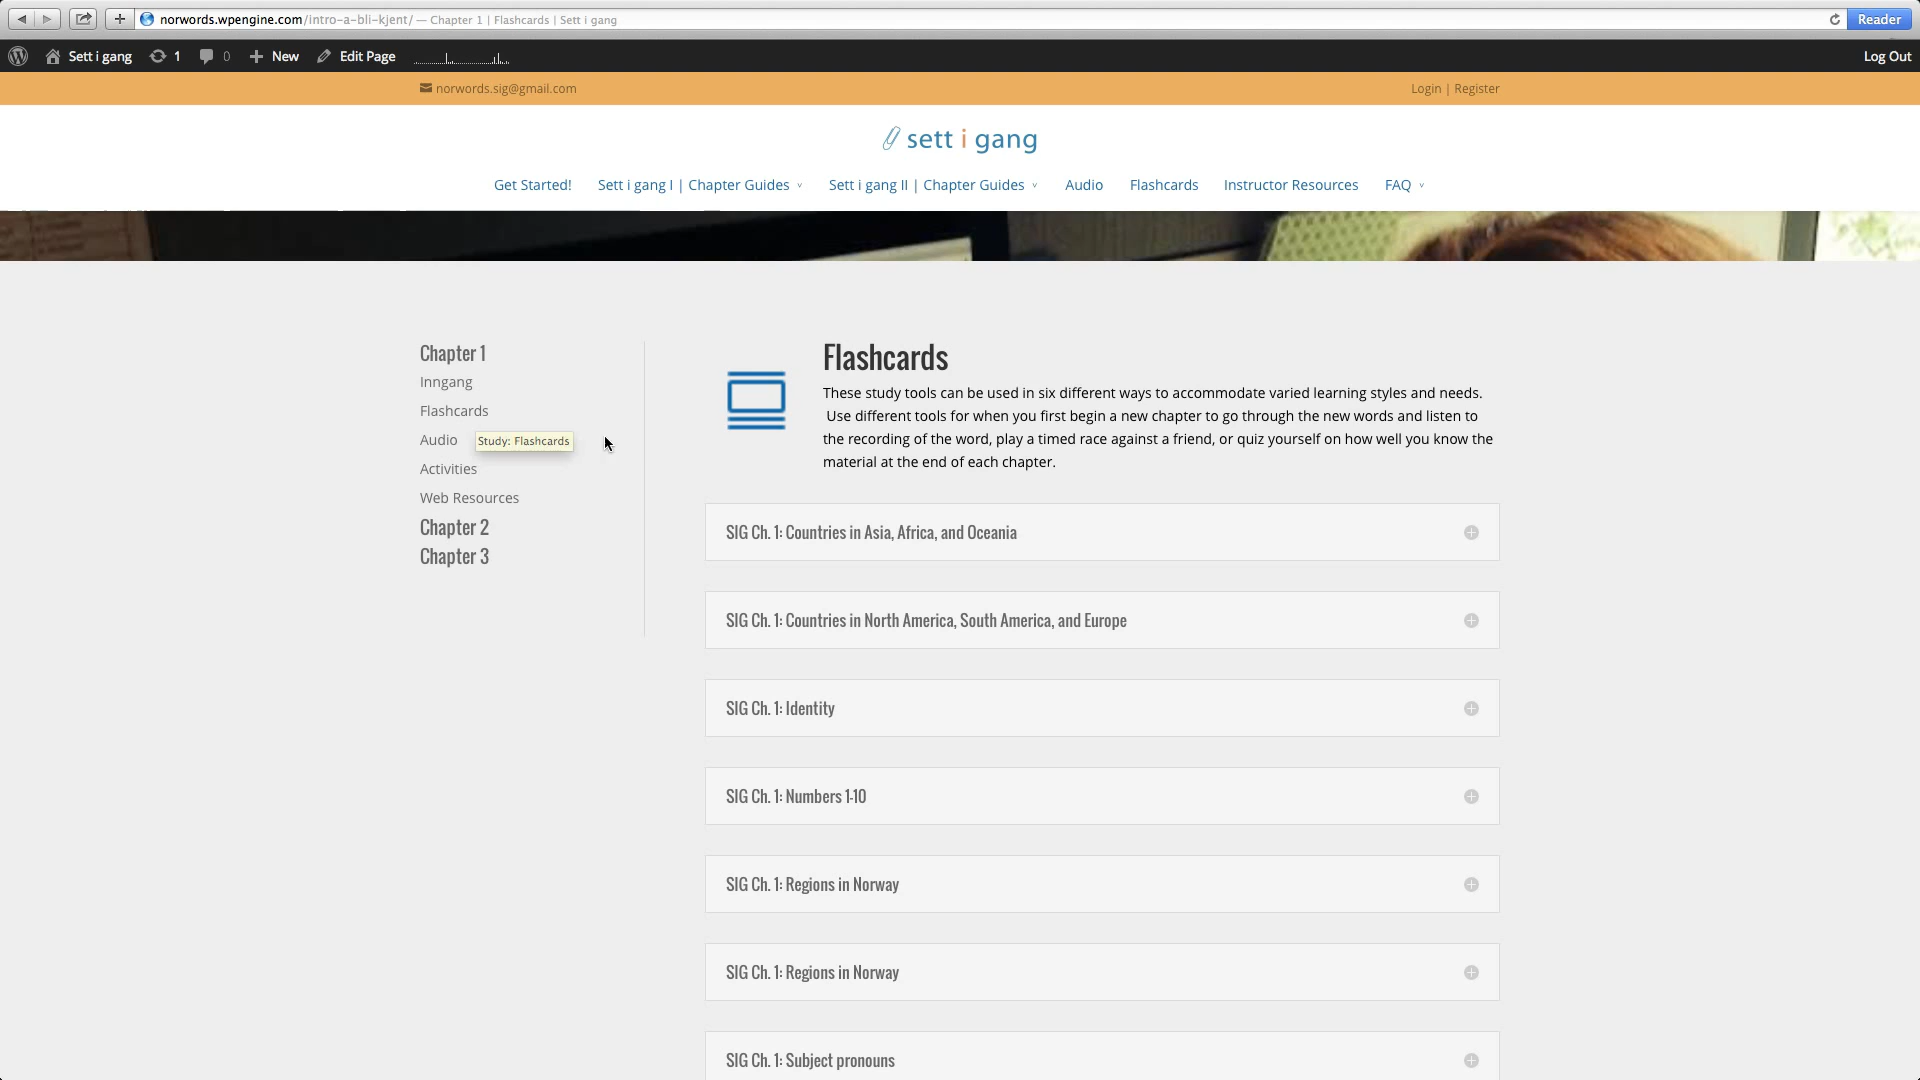 norwords.wpengine.com/intro-a-bli-kjent/ — Chapter 1 | Flashcards | Sett i gang
Reader
Sett i gang 1 0 New Edit Page Log Out
norwords.sig@gmail.com Login | Register
sett i gang
Get Started! Sett i gang I | Chapter Guides Sett i gang II | Chapter Guides Audio Flashcards Instructor Resources FAQ
Chapter 1
Inngang
Flashcards
Audio
Study: Flashcards
Activities
Web Resources
Chapter 2
Chapter 3
Flashcards
These study tools can be used in six different ways to accommodate varied learning styles and needs.
Use different tools for when you first begin a new chapter to go through the new words and listen to
the recording of the word, play a timed race against a friend, or quiz yourself on how well you know the
material at the end of each chapter.
SIG Ch. 1: Countries in Asia, Africa, and Oceania
SIG Ch. 1: Countries in North America, South America, and Europe
SIG Ch. 1: Identity
SIG Ch. 1: Numbers 1-10
SIG Ch. 1: Regions in Norway
SIG Ch. 1: Regions in Norway
SIG Ch. 1: Subject pronouns